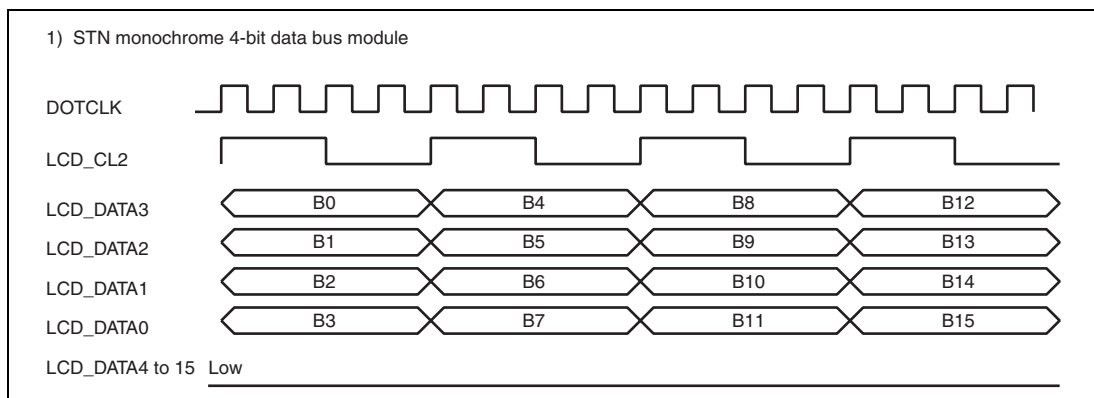 1) STN monochrome 4-bit data bus module
DOTCLK
LCD_CL2
LCD_DATA3 B0 B4 B8 B12
LCD_DATA2 B1 B5 B9 B13
LCD_DATA1 B2 B6 B10 B14
LCD_DATA0 B3 B7 B11 B15
LCD_DATA4 to 15 Low